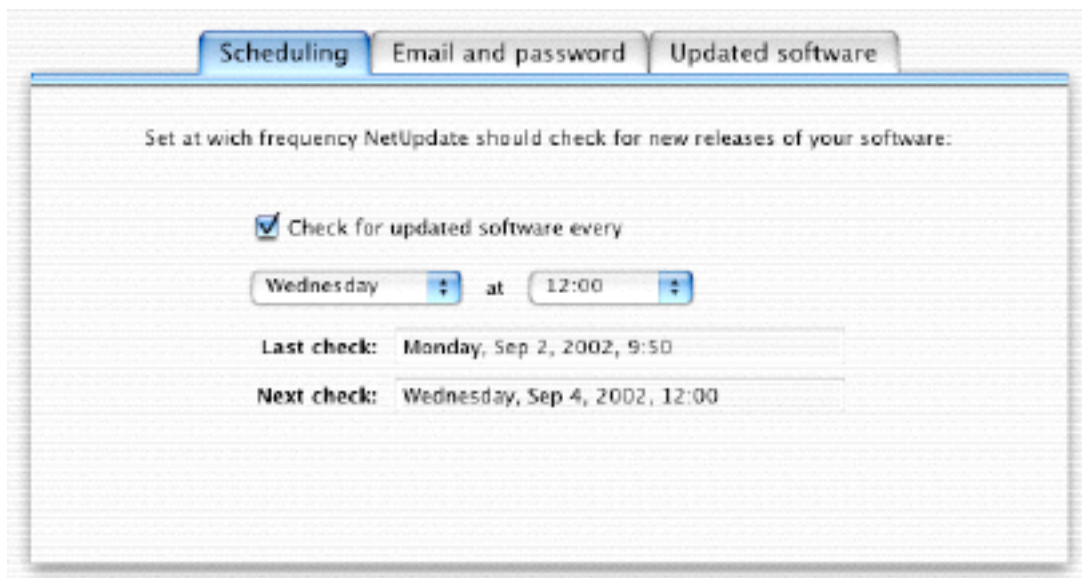 Scheduling Email and password Updated software
Set at wich frequency NetUpdate should check for new releases of your software:
Check for updated software every
Wednesday at 12:00
Last check: Monday, Sep 2, 2002, 9:50
Next check: Wednesday, Sep 4, 2002, 12:00